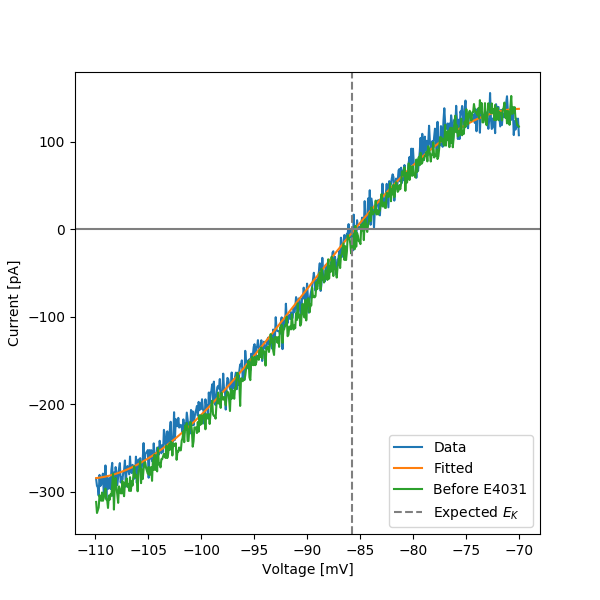 100
0
−100
−200
−300
Current [pA]
−110 −105 −100 −95 −90 −85 −80 −75 −70
Voltage [mV]
Data
Fitted
Before E4031
Expected E_K